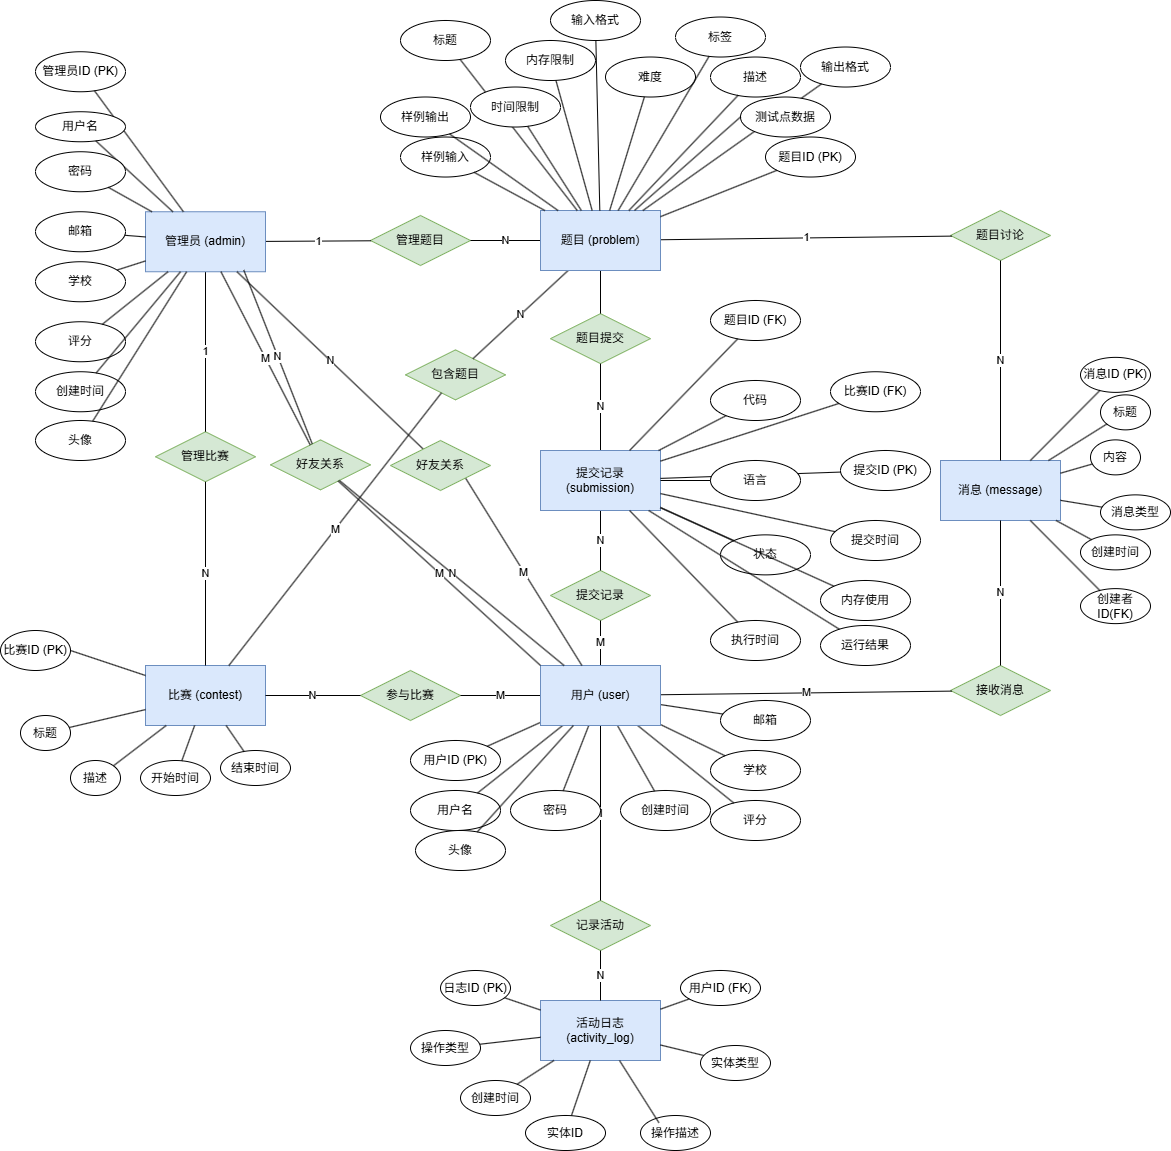 输入格式
标题
标签
内存限制
输出格式
管理员ID (PK)
难度
描述
时间限制
样例输出
测试点数据
用户名
样例输入
题目ID (PK)
密码
邮箱
管理员 (admin)
1
管理题目
N
题目 (problem)
1
题目讨论
学校
N
题目ID (FK)
评分
1
M
N
N
题目提交
N
包含题目
消息ID (PK)
创建时间
比赛ID (FK)
代码
N
标题
头像
管理比赛
好友关系
好友关系
内容
提交记录
(submission)
语言
提交ID (PK)
消息 (message)
消息类型
M
N
提交时间
状态
创建时间
N
M
N
M
提交记录
N
内存使用
创建者
ID(FK)
比赛ID (PK)
M
执行时间
运行结果
比赛 (contest)
N
参与比赛
M
用户 (user)
M
接收消息
邮箱
标题
描述
开始时间
结束时间
用户ID (PK)
学校
用户名
密码
1
创建时间
评分
头像
记录活动
N
日志ID (PK)
用户ID (FK)
活动日志
(activity_log)
操作类型
实体类型
创建时间
实体ID
操作描述